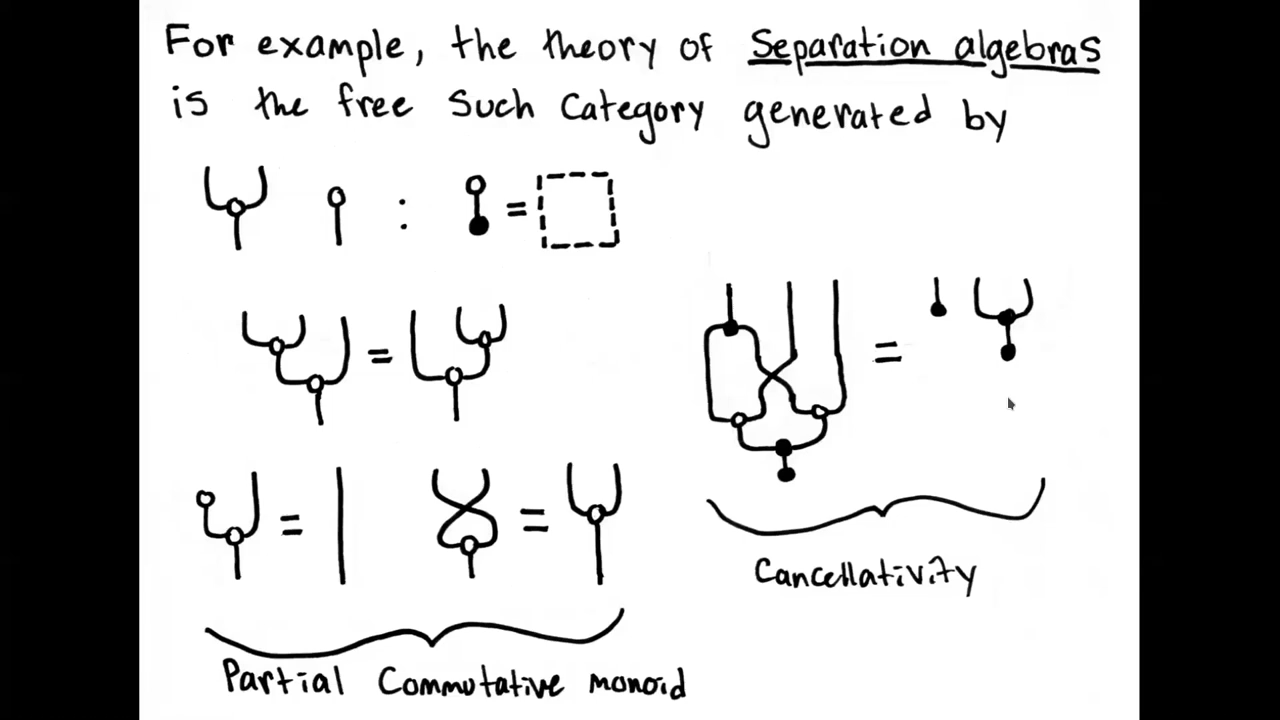 For example, the theory of Separation algebras
is the free Such Category generated by
:
=
=
=
=
=
Cancellativity
Partial Commutative monoid